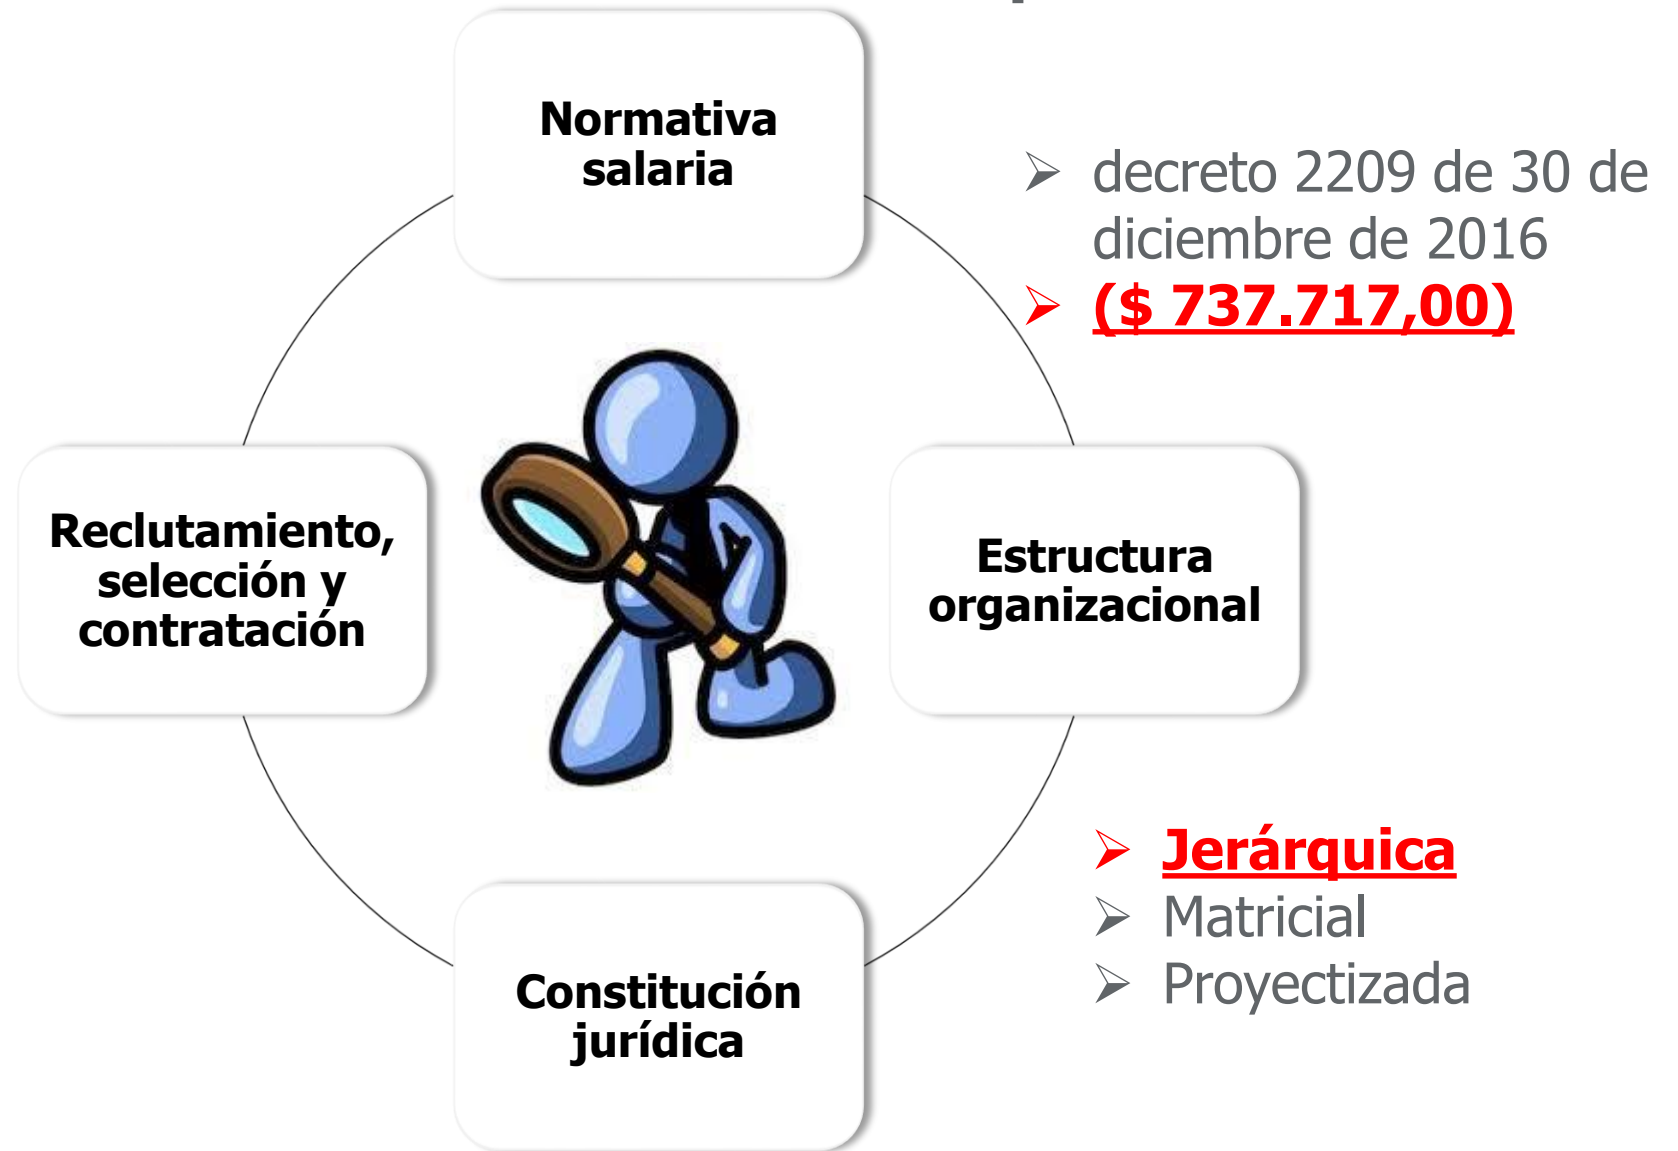 Normativa
salaria
➢ decreto 2209 de 30 de
diciembre de 2016
➢ ($ 737.717,00)
Reclutamiento,
selección y
contratación
Estructura
organizacional
➢ Jerárquica
➢ Matricial
➢ Proyectizada
Constitución
jurídica